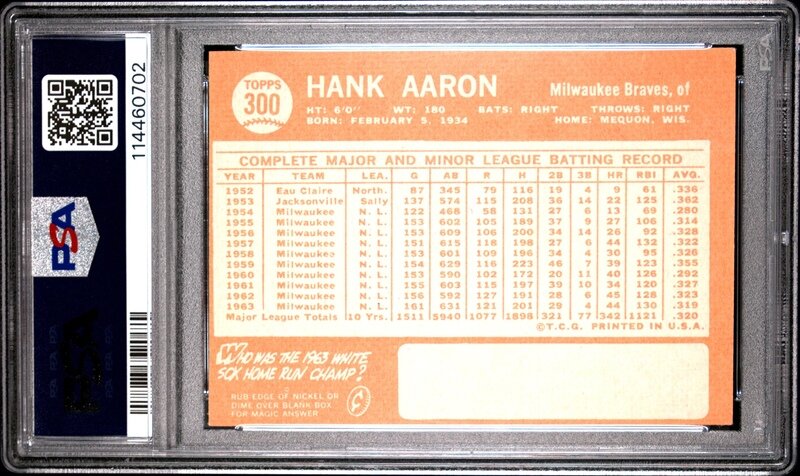 PSA
114460702
PSA
TOPPS
300
HANK AARON
Milwaukee Braves, of
HT: 6'0" WT: 180 BATS: RIGHT THROWS: RIGHT
BORN: FEBRUARY 5, 1934 HOME: MEQUON, WIS.
COMPLETE MAJOR AND MINOR LEAGUE BATTING RECORD
YEAR TEAM LEA. G AB R H 2B 3B HR RBI AVG.
1952 Eau Claire North. 87 345 79 116 19 4 9 61 .336
1953 Jacksonville Sally 137 574 115 208 36 14 22 125 .362
1954 Milwaukee N. L. 122 468 58 131 27 6 13 69 .280
1955 Milwaukee N. L. 153 602 105 189 37 9 27 106 .314
1956 Milwaukee N. L. 153 609 106 200 34 14 26 92 .328
1957 Milwaukee N. L. 151 615 118 198 27 6 44 132 .322
1958 Milwaukee N. L. 153 601 109 196 34 4 30 95 .326
1959 Milwaukee N. L. 154 629 116 223 46 7 39 123 .355
1960 Milwaukee N. L. 153 590 102 172 20 11 40 126 .292
1961 Milwaukee N. L. 155 603 115 197 39 10 34 120 .327
1962 Milwaukee N. L. 156 592 127 191 28 6 45 128 .323
1963 Milwaukee N. L. 161 631 121 201 29 4 44 130 .319
Major League Totals 10 Yrs. 1511 5940 1077 1898 321 77 342 1121 .320
©T.C.G. PRINTED IN U.S.A.
WHO WAS THE 1963 WHITE
SOX HOME RUN CHAMP?
RUB EDGE OF NICKEL OR
DIME OVER BLANK BOX
FOR MAGIC ANSWER